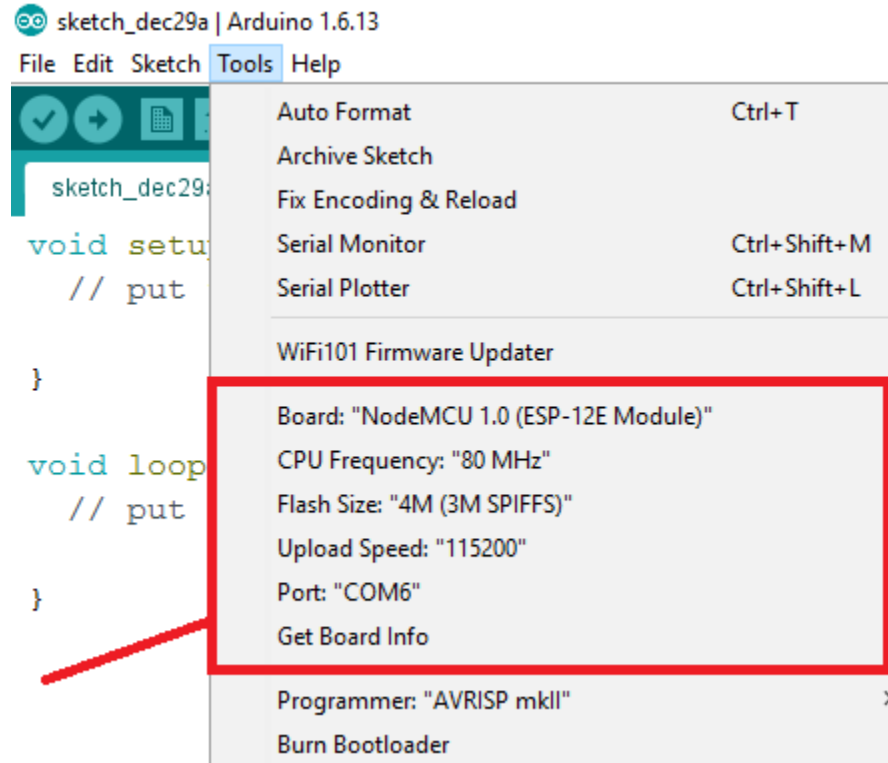 sketch_dec29a | Arduino 1.6.13
File Edit Sketch Tools Help
Auto Format Ctrl+T
Archive Sketch
sketch_dec29a
Fix Encoding & Reload
void setu
Serial Monitor Ctrl+Shift+M
// put
Serial Plotter Ctrl+Shift+L
WiFi101 Firmware Updater
}
Board: "NodeMCU 1.0 (ESP-12E Module)"
void loop
CPU Frequency: "80 MHz"
// put
Flash Size: "4M (3M SPIFFS)"
Upload Speed: "115200"
}
Port: "COM6"
Get Board Info
Programmer: "AVRISP mkII"
Burn Bootloader